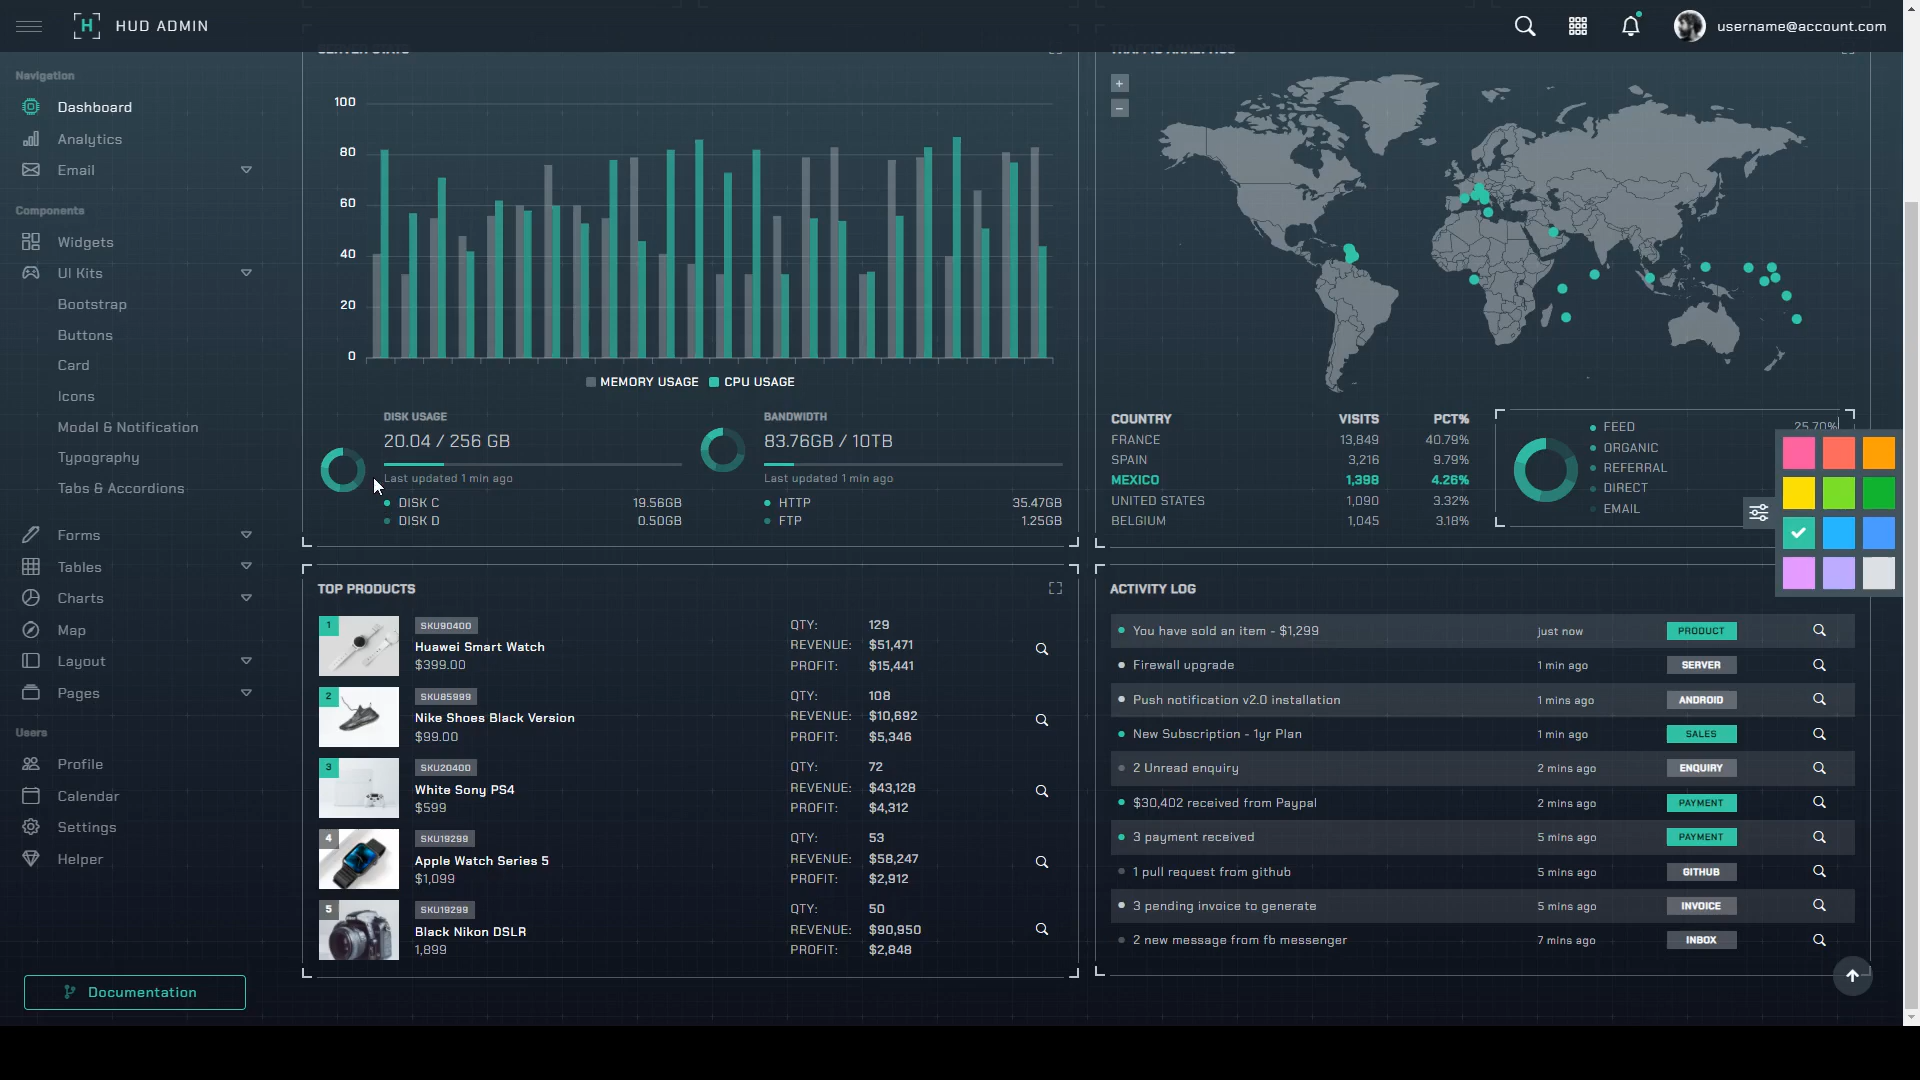 HUD ADMIN
username@account.com
SERVER STATS
TRAFFIC ANALYTICS
Navigation
Dashboard
Analytics
Email
Components
Widgets
UI Kits
Bootstrap
Buttons
Card
Icons
Modal & Notification
Typography
Tabs & Accordions
Forms
Tables
Charts
Map
Layout
Pages
Users
Profile
Calendar
Settings
Helper
Documentation
100
80
60
40
20
0
MEMORY USAGE CPU USAGE
DISK USAGE
20.04 / 256 GB
Last updated 1 min ago
DISK C 19.56GB
DISK D 0.50GB
BANDWIDTH
83.76GB / 10TB
Last updated 1 min ago
HTTP 35.47GB
FTP 1.25GB
+
-
COUNTRY VISITS PCT%
FRANCE 13,849 40.79%
SPAIN 3,216 9.79%
MEXICO 1,398 4.26%
UNITED STATES 1,090 3.32%
BELGIUM 1,045 3.18%
FEED 25.70%
ORGANIC
REFERRAL
DIRECT
EMAIL
TOP PRODUCTS
1
SKU90400
Huawei Smart Watch
$399.00
QTY: 129
REVENUE: $51,471
PROFIT: $15,441
2
SKU85999
Nike Shoes Black Version
$99.00
QTY: 108
REVENUE: $10,692
PROFIT: $5,346
3
SKU20400
White Sony PS4
$599
QTY: 72
REVENUE: $43,128
PROFIT: $4,312
4
SKU19299
Apple Watch Series 5
$1,099
QTY: 53
REVENUE: $58,247
PROFIT: $2,912
5
SKU19299
Black Nikon DSLR
1,899
QTY: 50
REVENUE: $90,950
PROFIT: $2,848
ACTIVITY LOG
You have sold an item - $1,299 just now PRODUCT
Firewall upgrade 1 min ago SERVER
Push notification v2.0 installation 1 mins ago ANDROID
New Subscription - 1yr Plan 1 min ago SALES
2 Unread enquiry 2 mins ago ENQUIRY
$30,402 received from Paypal 2 mins ago PAYMENT
3 payment received 5 mins ago PAYMENT
1 pull request from github 5 mins ago GITHUB
3 pending invoice to generate 5 mins ago INVOICE
2 new message from fb messenger 7 mins ago INBOX